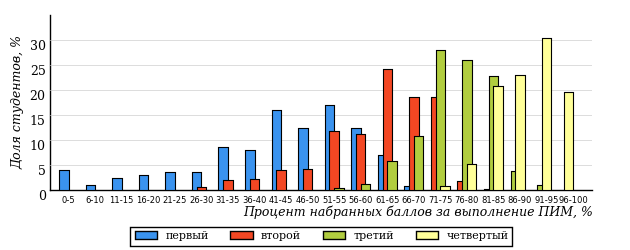 Доля студентов, %
30
25
20
15
10
5
0
0-5 6-10 11-15 16-20 21-25 26-30 31-35 36-40 41-45 46-50 51-55 56-60 61-65 66-70 71-75 76-80 81-85 86-90 91-95 96-100
Процент набранных баллов за выполнение ПИМ, %
первый второй третий четвертый